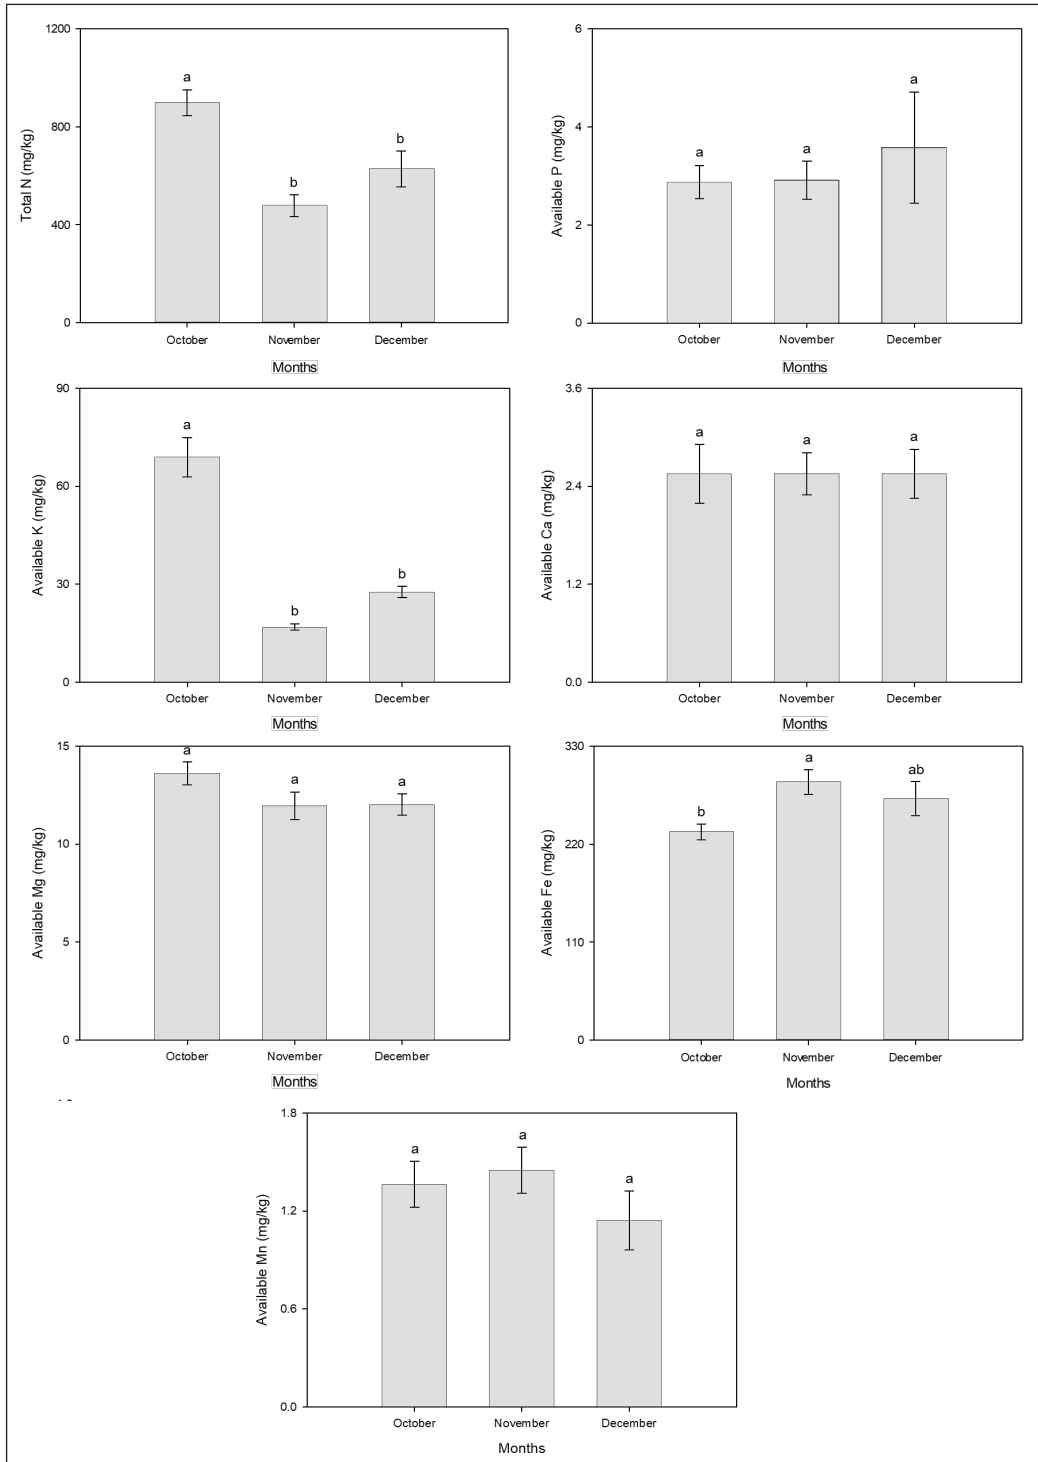 1200
800
400
0
Total N (mg/kg)
a
b
b
October November December
Months
6
4
2
0
Available P (mg/kg)
a
a
a
October November December
Months
90
60
30
0
Available K (mg/kg)
a
b
b
October November December
Months
3.6
2.4
1.2
0.0
Available Ca (mg/kg)
a
a
a
October November December
Months
15
10
5
0
Available Mg (mg/kg)
a
a
a
October November December
Months
330
220
110
0
Available Fe (mg/kg)
b
a
ab
October November December
Months
1.8
1.2
0.6
0.0
Available Mn (mg/kg)
a
a
a
October November December
Months